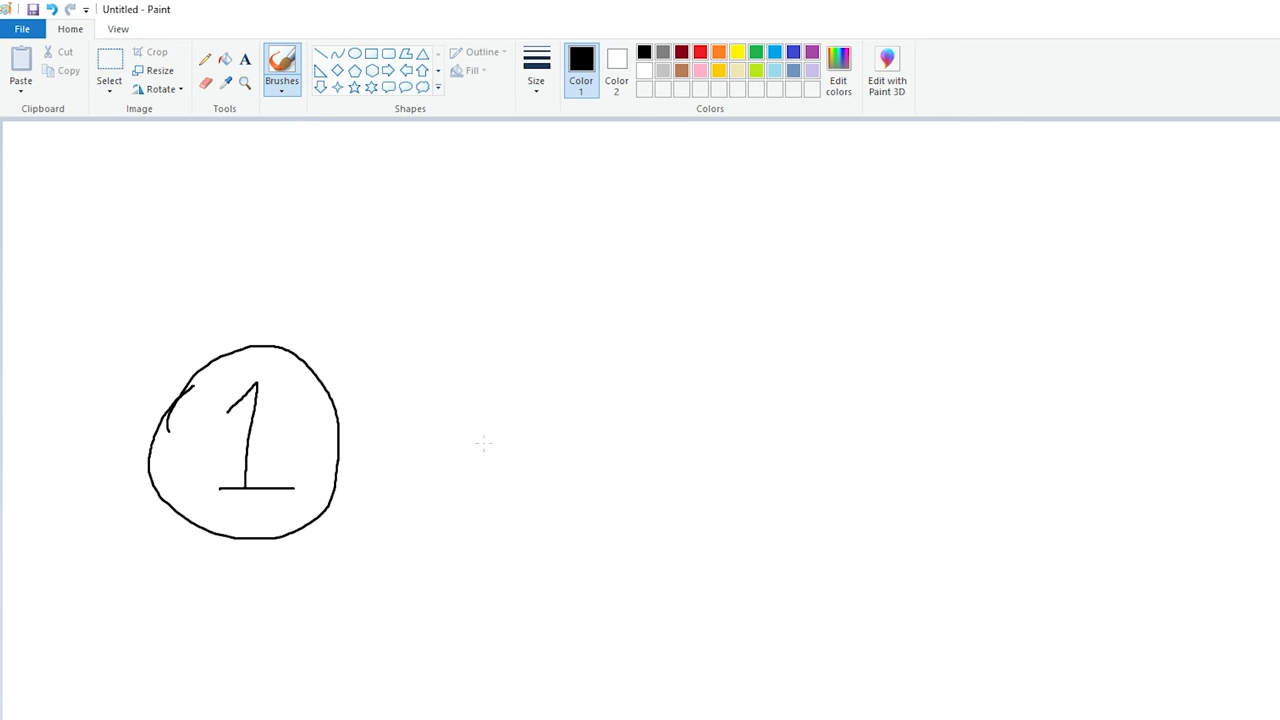 Untitled - Paint
File Home View
Cut
Copy
Paste
Clipboard
Select
Crop
Resize
Rotate
Image
A
Tools
Brushes
Outline
Fill
Shapes
Size
Color 1
Color 2
Edit colors
Colors
Edit with Paint 3D
1